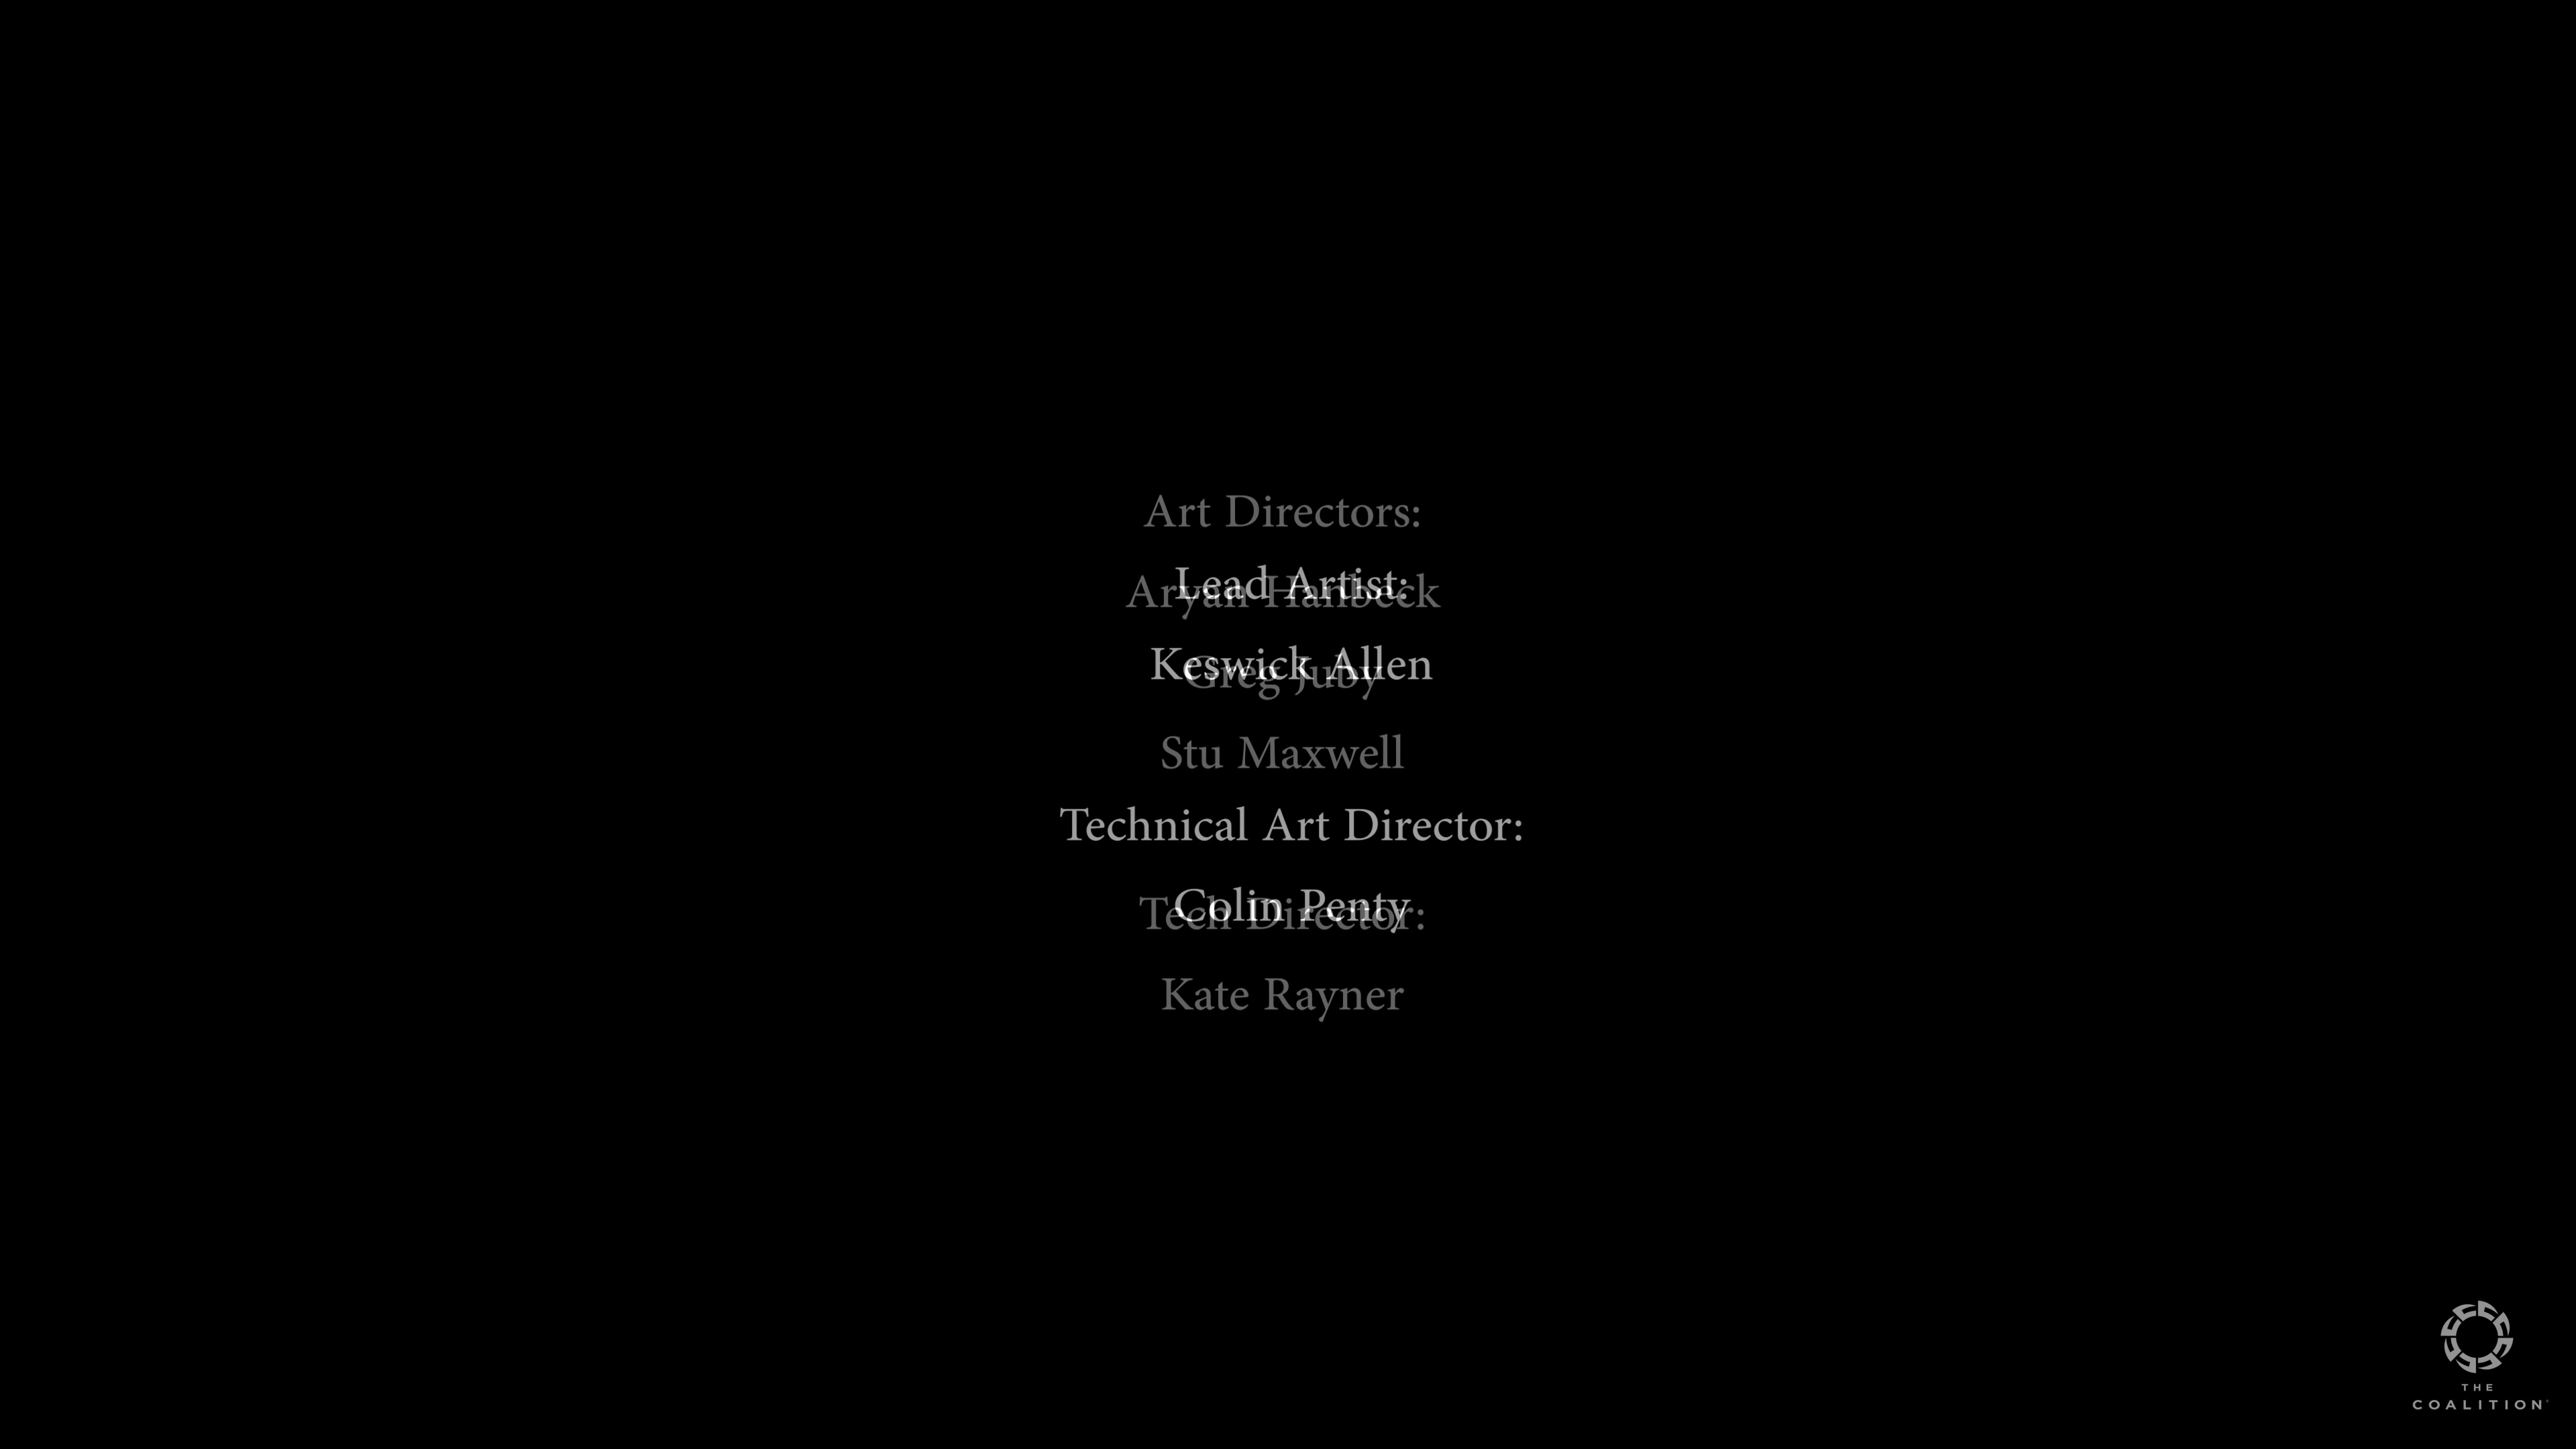 Art Directors:
Lead Artist:
Aryan Hanbeck
Keswick Allen
Greg Juby
Stu Maxwell
Technical Art Director:
Colin Penty
Tech Director:
Kate Rayner
THE
COALITION